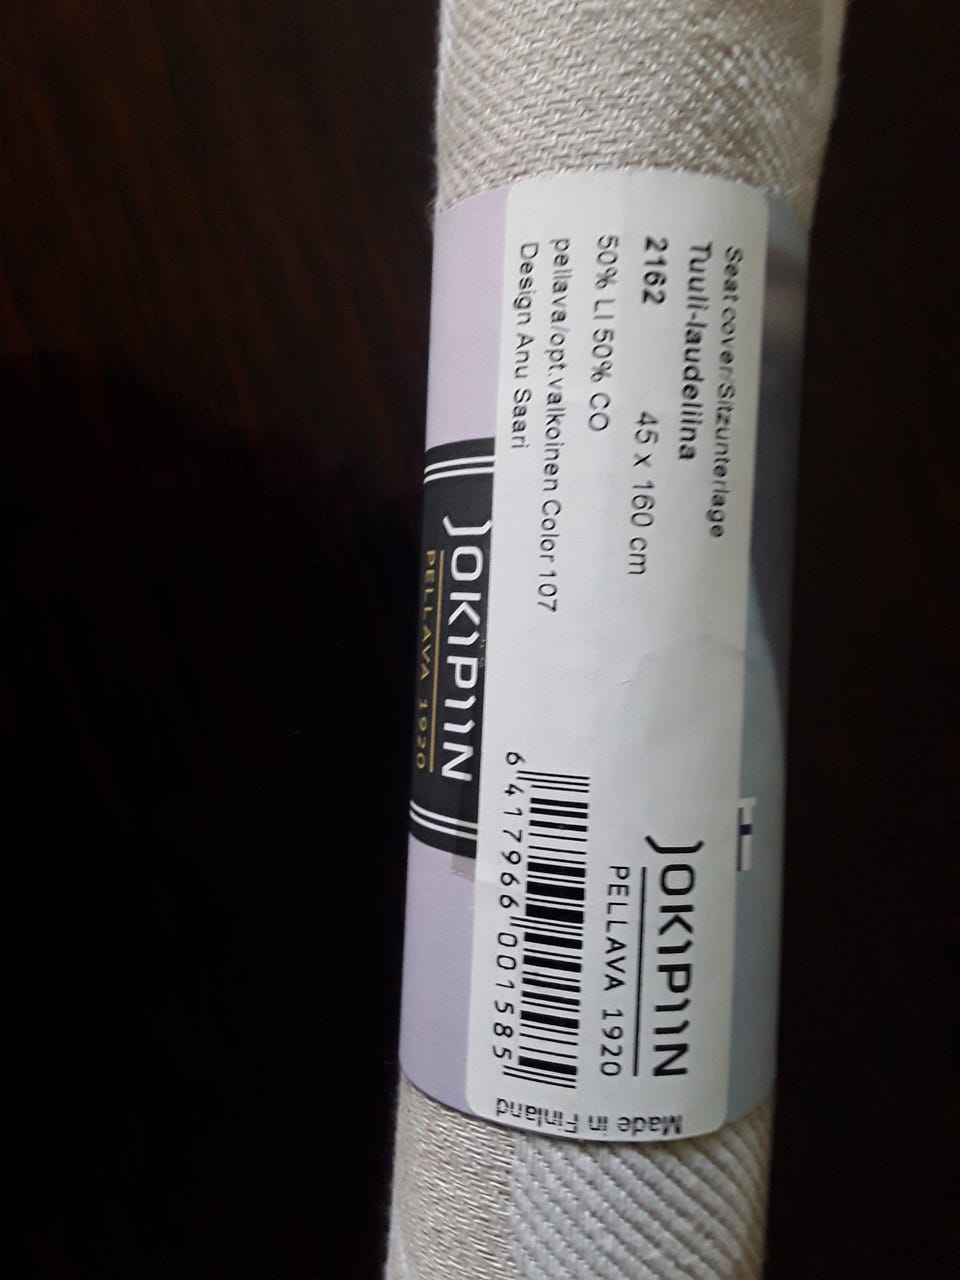 Seat cover/Sitzunterlage
Tuuli-laudeliina
2162 45 x 160 cm
50% LI 50% CO
pellava/opt.valkoinen Color 107
Design Anu Saari
JOKIPIIN
PELLAVA 1920
6 417966 001585
Made in Finland
JOKIPIIN
PELLAVA 1920